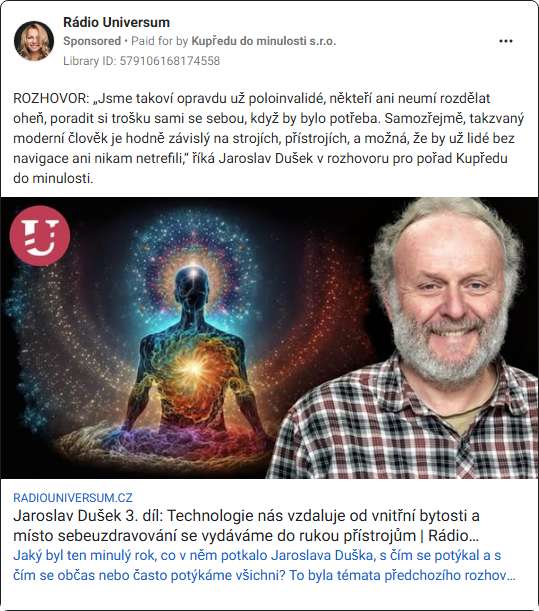 Rádio Universum
Sponsored • Paid for by Kupředu do minulosti s.r.o.
Library ID: 579106168174558
ROZHOVOR: „Jsme takoví opravdu už poloinvalidé, někteří ani neumí rozdělat
oheň, poradit si trošku sami se sebou, když by bylo potřeba. Samozřejmě, takzvaný
moderní člověk je hodně závislý na strojích, přístrojích, a možná, že by už lidé bez
navigace ani nikam netrefili,“ říká Jaroslav Dušek v rozhovoru pro pořad Kupředu
do minulosti.
U
RADIOUNIVERSUM.CZ
Jaroslav Dušek 3. díl: Technologie nás vzdaluje od vnitřní bytosti a
místo sebeuzdravování se vydáváme do rukou přístrojům | Rádio...
Jaký byl ten minulý rok, co v něm potkalo Jaroslava Duška, s čím se potýkal a s
čím se občas nebo často potýkáme všichni? To byla témata předchozího rozhov...